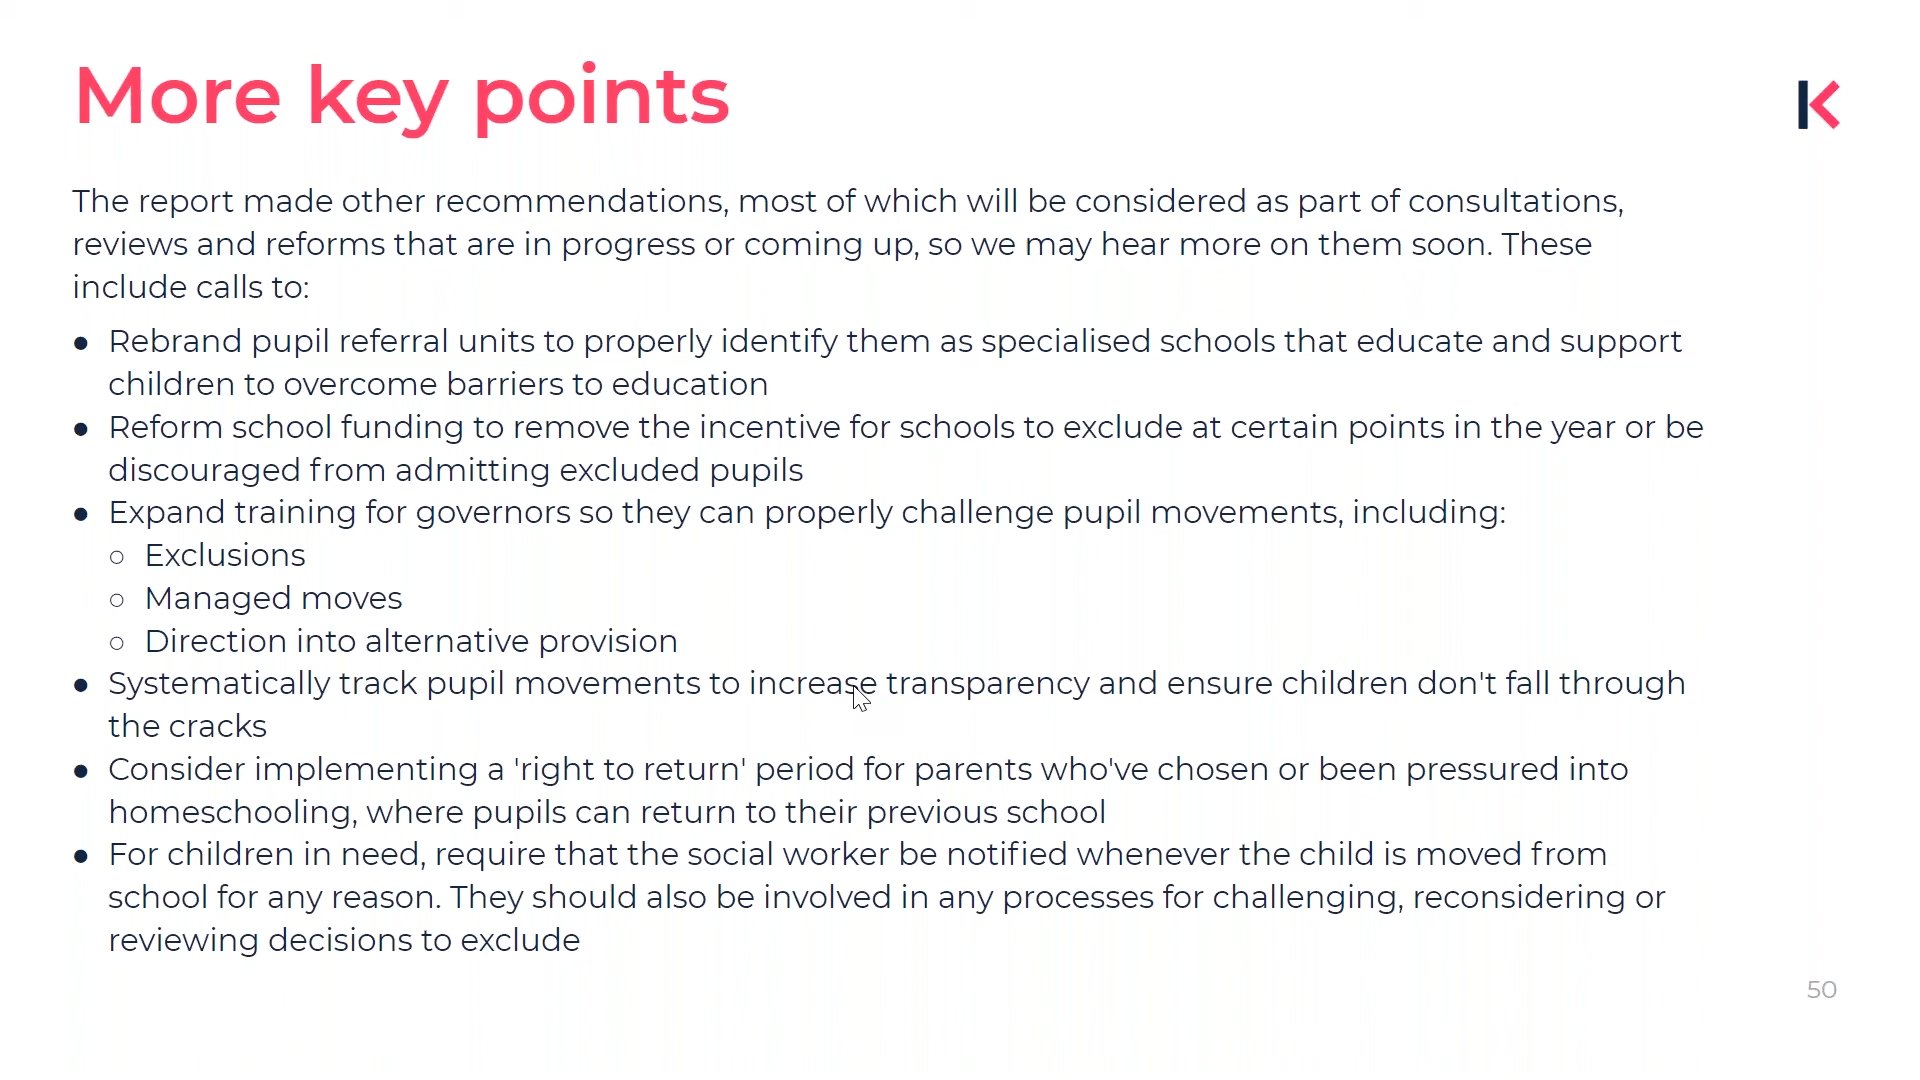 More key points
The report made other recommendations, most of which will be considered as part of consultations,
reviews and reforms that are in progress or coming up, so we may hear more on them soon. These
include calls to:
● Rebrand pupil referral units to properly identify them as specialised schools that educate and support
children to overcome barriers to education
● Reform school funding to remove the incentive for schools to exclude at certain points in the year or be
discouraged from admitting excluded pupils
● Expand training for governors so they can properly challenge pupil movements, including:
○ Exclusions
○ Managed moves
○ Direction into alternative provision
● Systematically track pupil movements to increase transparency and ensure children don't fall through
the cracks
● Consider implementing a 'right to return' period for parents who've chosen or been pressured into
homeschooling, where pupils can return to their previous school
● For children in need, require that the social worker be notified whenever the child is moved from
school for any reason. They should also be involved in any processes for challenging, reconsidering or
reviewing decisions to exclude
50